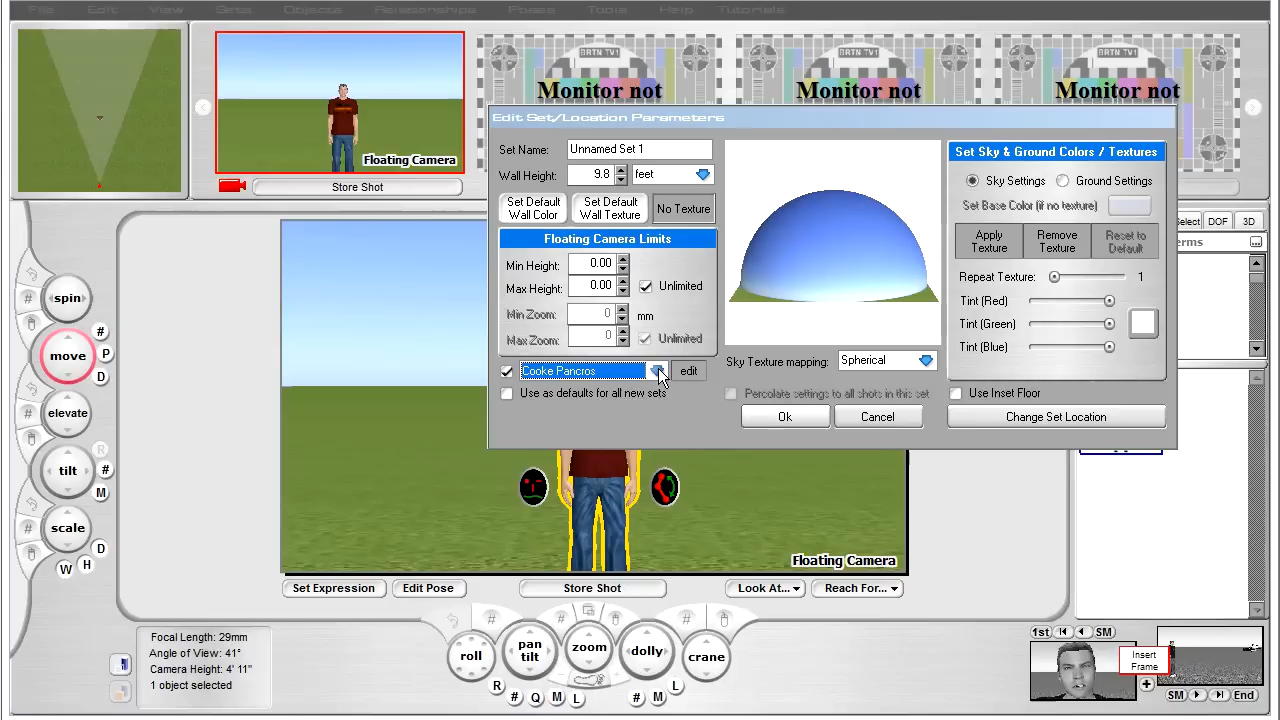 File Edit View Sets Objects Relationships Poses Tools Help Tutorials
BRTN TV1 BRTN TV1 BRTN TV1
Monitor not Monitor not Monitor not
Floating Camera
Store Shot
Edit Set/Location Parameters
Set Name: Unnamed Set 1
Wall Height: 9.8 feet
Set Default Wall Color
Set Default Wall Texture
No Texture
Floating Camera Limits
Min Height: 0.00
Max Height: 0.00 Unlimited
Min Zoom: 0 mm
Max Zoom: 0 Unlimited
Cooke Pancros edit
Use as defaults for all new sets
Sky Texture mapping: Spherical
Percolate settings to all shots in this set
Ok Cancel
Set Sky & Ground Colors / Textures
Sky Settings Ground Settings
Set Base Color (if no texture)
Apply Texture
Remove Texture
Reset to Default
Repeat Texture: 1
Tint (Red)
Tint (Green)
Tint (Blue)
Use Inset Floor
Change Set Location
Select DOF 3D
erms
spin
#
# P
move
D
elevate
#
R
tilt #
M
# scale
D
W H
Floating Camera
Set Expression Edit Pose Store Shot Look At... Reach For...
# # #
roll pan tilt zoom dolly crane
R # Q M L # M L
Focal Length: 29mm
Angle of View: 41°
Camera Height: 4' 11"
1 object selected
1st SM
Insert Frame
SM End